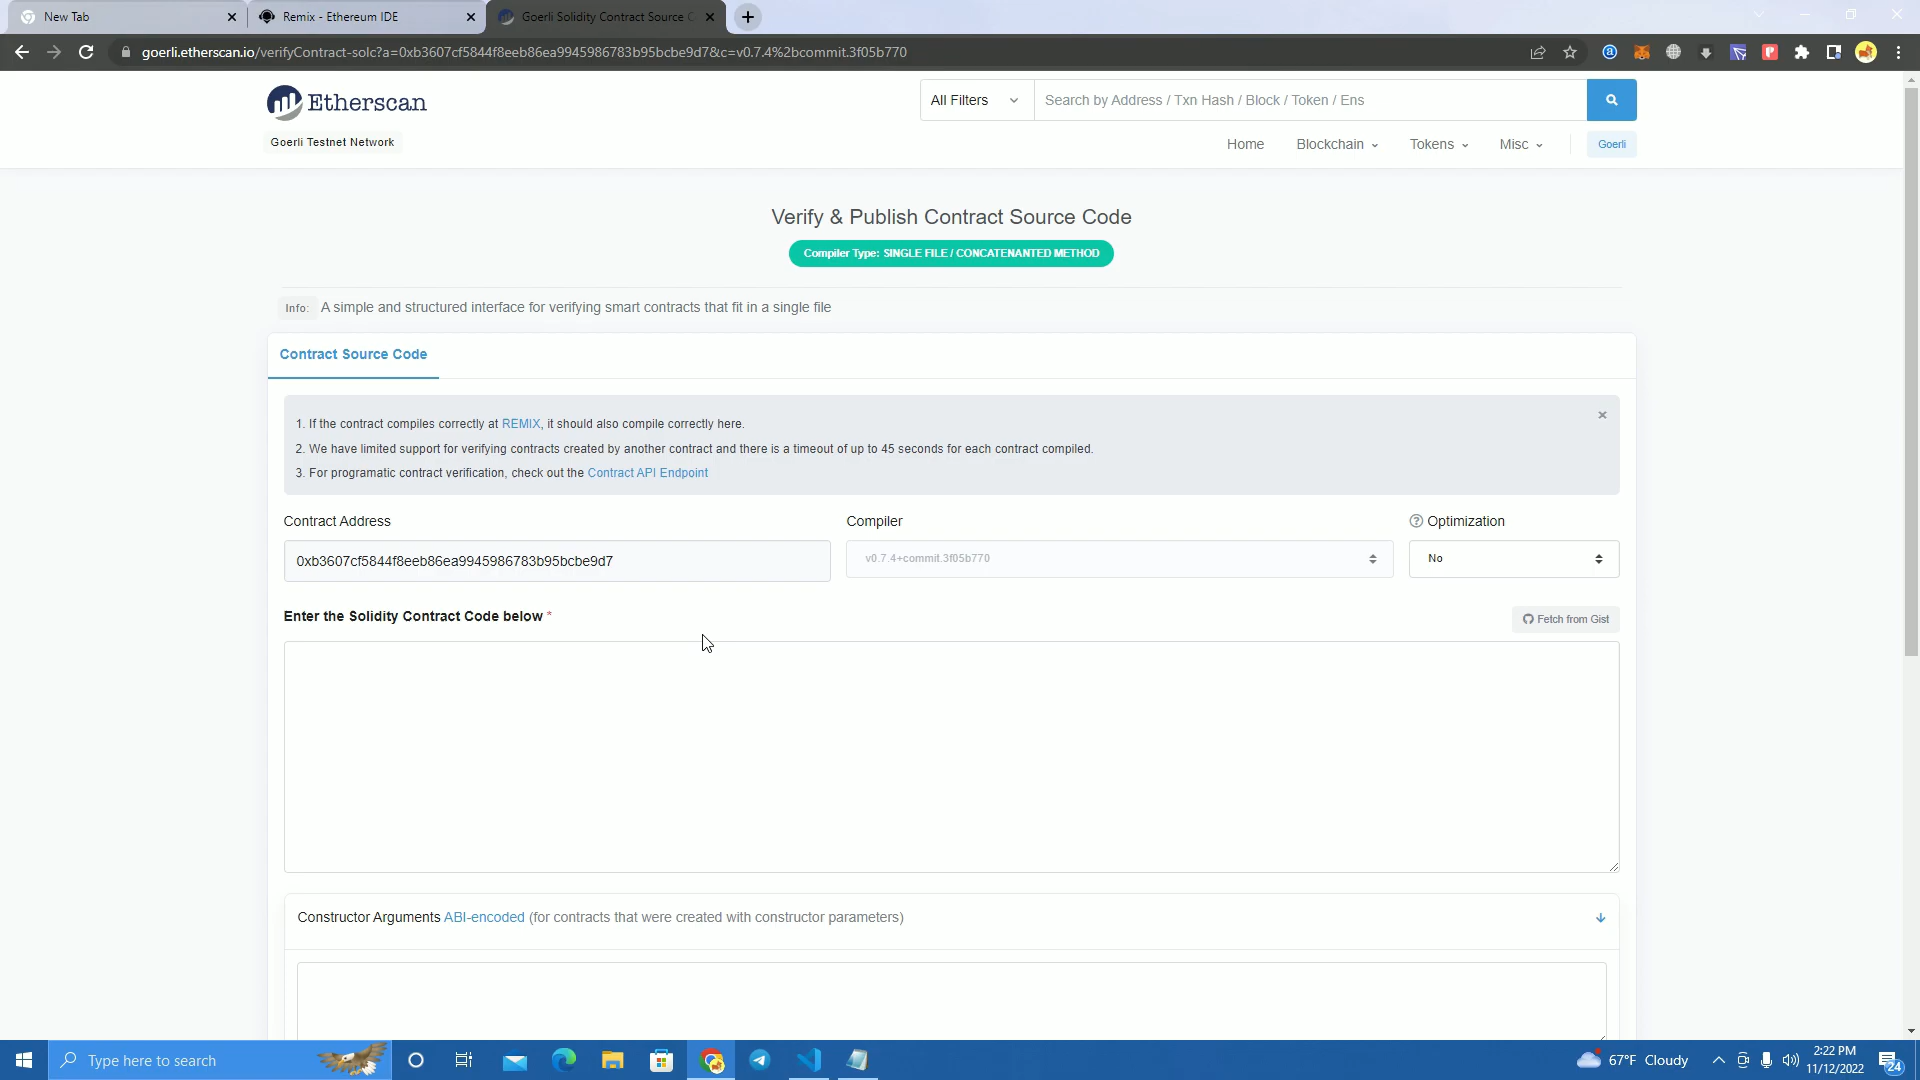 New Tab
Remix - Ethereum IDE
Goerli Solidity Contract Source C
goerli.etherscan.io/verifyContract-solc?a=0xb3607cf5844f8eeb86ea9945986783b95bcbe9d7&c=v0.7.4%2bcommit.3f05b770
Etherscan
All Filters
Search by Address / Txn Hash / Block / Token / Ens
Goerli Testnet Network
Home Blockchain Tokens Misc Goerli
Verify & Publish Contract Source Code
Compiler Type: SINGLE FILE / CONCATENANTED METHOD
Info: A simple and structured interface for verifying smart contracts that fit in a single file
Contract Source Code
1. If the contract compiles correctly at REMIX, it should also compile correctly here.
2. We have limited support for verifying contracts created by another contract and there is a timeout of up to 45 seconds for each contract compiled.
3. For programatic contract verification, check out the Contract API Endpoint
Contract Address
Compiler
Optimization
0xb3607cf5844f8eeb86ea9945986783b95bcbe9d7
v0.7.4+commit.3f05b770
No
Enter the Solidity Contract Code below *
Fetch from Gist
Constructor Arguments ABI-encoded (for contracts that were created with constructor parameters)
Type here to search
67°F Cloudy
2:22 PM
11/12/2022
24